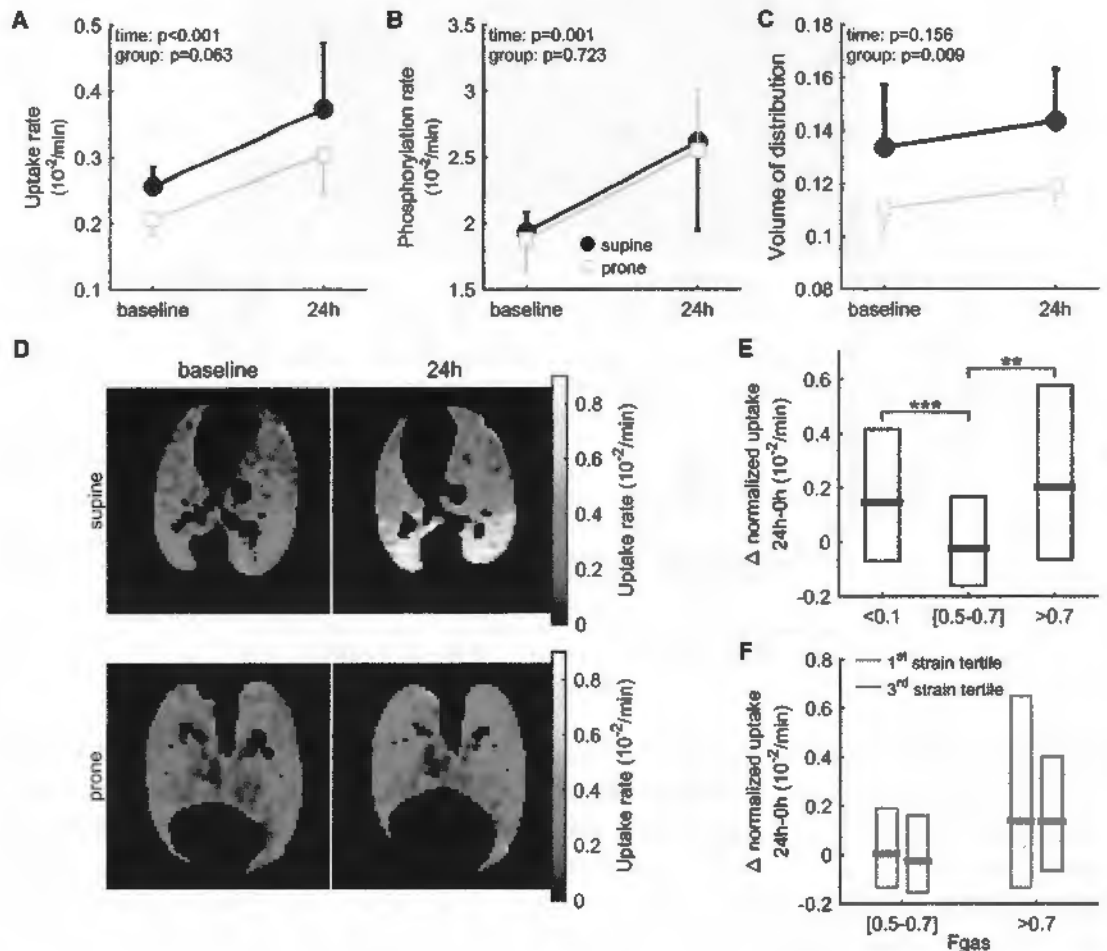 A
time: p<0.001
group: p=0.063
Uptake rate
(10⁻²/min)
0.5
0.4
0.3
0.2
0.1
baseline
24h
B
time: p=0.001
group: p=0.723
Phosphorylation rate
(10⁻²/min)
3.5
3
2.5
2
1.5
supine
prone
baseline
24h
C
time: p=0.156
group: p=0.009
Volume of distribution
0.18
0.16
0.14
0.12
0.1
0.08
baseline
24h
D
baseline
24h
supine
0.8
0.6
0.4
0.2
0
Uptake rate (10⁻²/min)
prone
0.8
0.6
0.4
0.2
0
Uptake rate (10⁻²/min)
E
Δ normalized uptake
24h-0h (10⁻²/min)
0.6
0.4
0.2
0
-0.2
***
**
<0.1
[0.5-0.7]
>0.7
F
1st strain tertile
3rd strain tertile
Δ normalized uptake
24h-0h (10⁻²/min)
0.8
0.6
0.4
0.2
0
-0.2
[0.5-0.7]
>0.7
Fgas